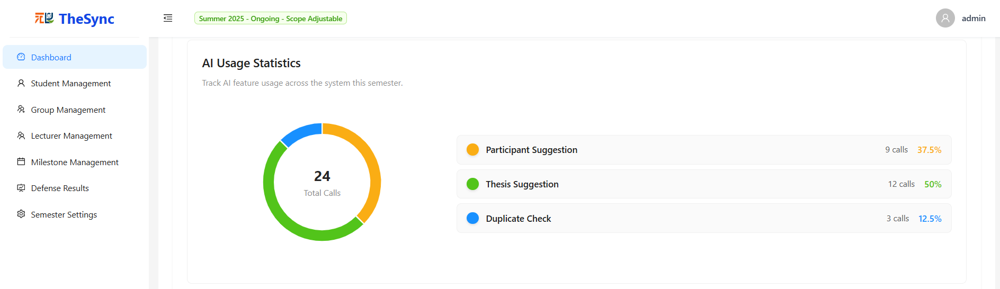 TheSync
Summer 2025 - Ongoing - Scope Adjustable
admin
Dashboard
Student Management
Group Management
Lecturer Management
Milestone Management
Defense Results
Semester Settings
AI Usage Statistics
Track AI feature usage across the system this semester.
24
Total Calls
Participant Suggestion 9 calls 37.5%
Thesis Suggestion 12 calls 50%
Duplicate Check 3 calls 12.5%